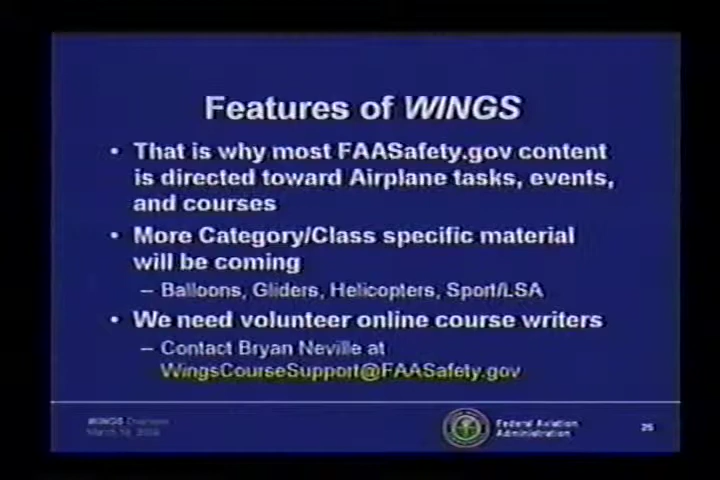 Features of WINGS
• That is why most FAASafety.gov content
is directed toward Airplane tasks, events,
and courses
• More Category/Class specific material
will be coming
– Balloons, Gliders, Helicopters, Sport/LSA
• We need volunteer online course writers
– Contact Bryan Neville at
WingsCourseSupport@FAASafety.gov
WINGS
Federal Aviation
Administration
25